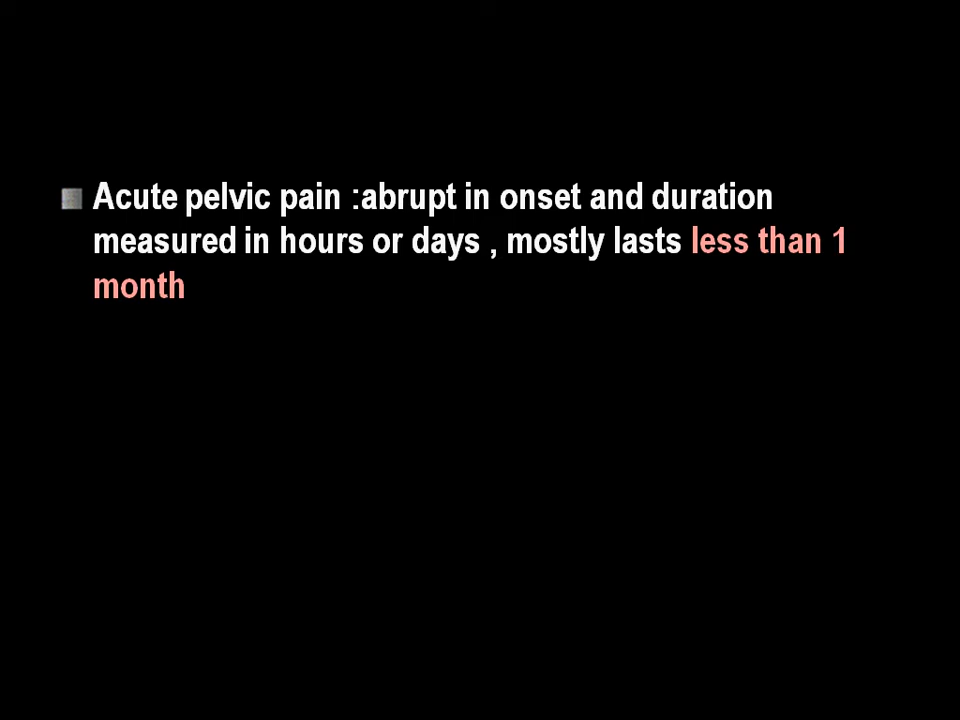 Acute pelvic pain :abrupt in onset and duration
measured in hours or days , mostly lasts less than 1
month